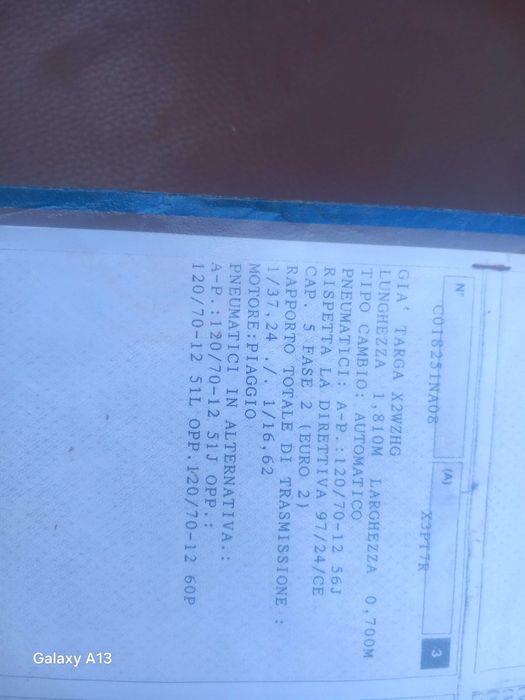 N° C018251NA08 (A) X3PT7R 3
GIA' TARGA X2WZHG
LUNGHEZZA 1,810M LARGHEZZA 0,700M
TIPO CAMBIO: AUTOMATICO
PNEUMATICI: A-P.:120/70-12 56J
RISPETTA LA DIRETTIVA 97/24/CE
CAP. 5 FASE 2 (EURO 2)
RAPPORTO TOTALE DI TRASMISSIONE :
1/37,24 ./. 1/16,62
MOTORE:PIAGGIO
PNEUMATICI IN ALTERNATIVA.:
A-P.:120/70-12 51J OPP.:
120/70-12 51L OPP.120/70-12 60P
Galaxy A13